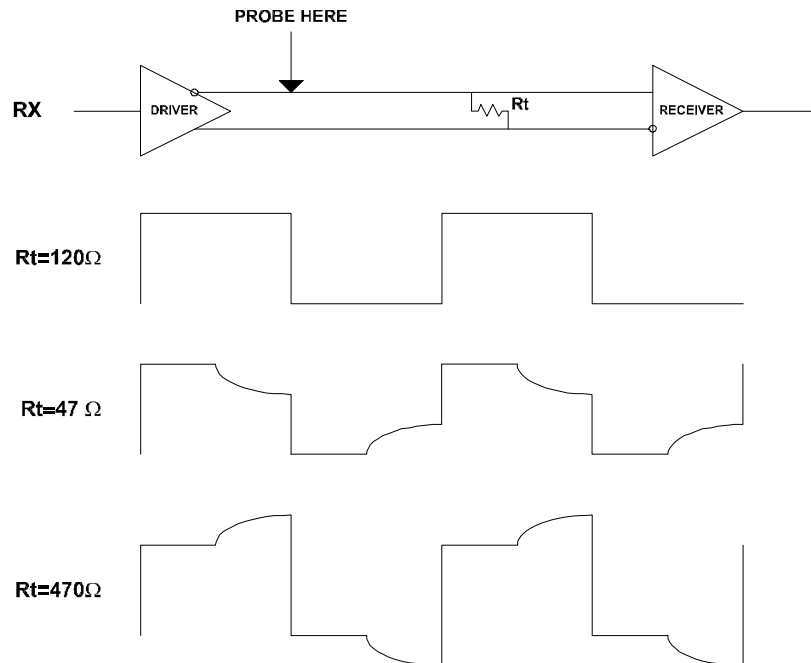 PROBE HERE
RX
DRIVER
Rt
RECEIVER
Rt=120Ω
Rt=47 Ω
Rt=470Ω